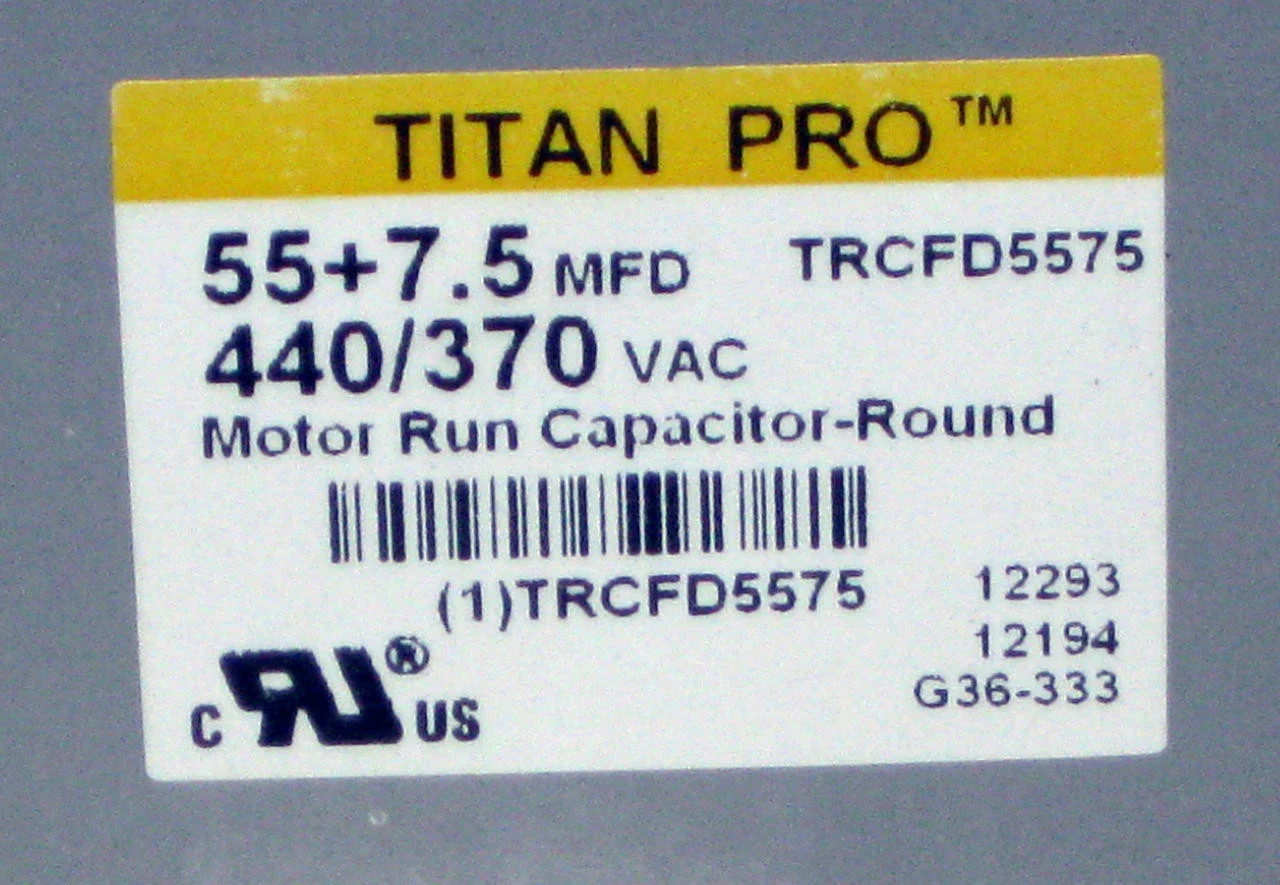 TITAN PRO™
55+7.5 MFD TRCFD5575
440/370 VAC
Motor Run Capacitor-Round
(1)TRCFD5575
12293
12194
G36-333
C RU® US